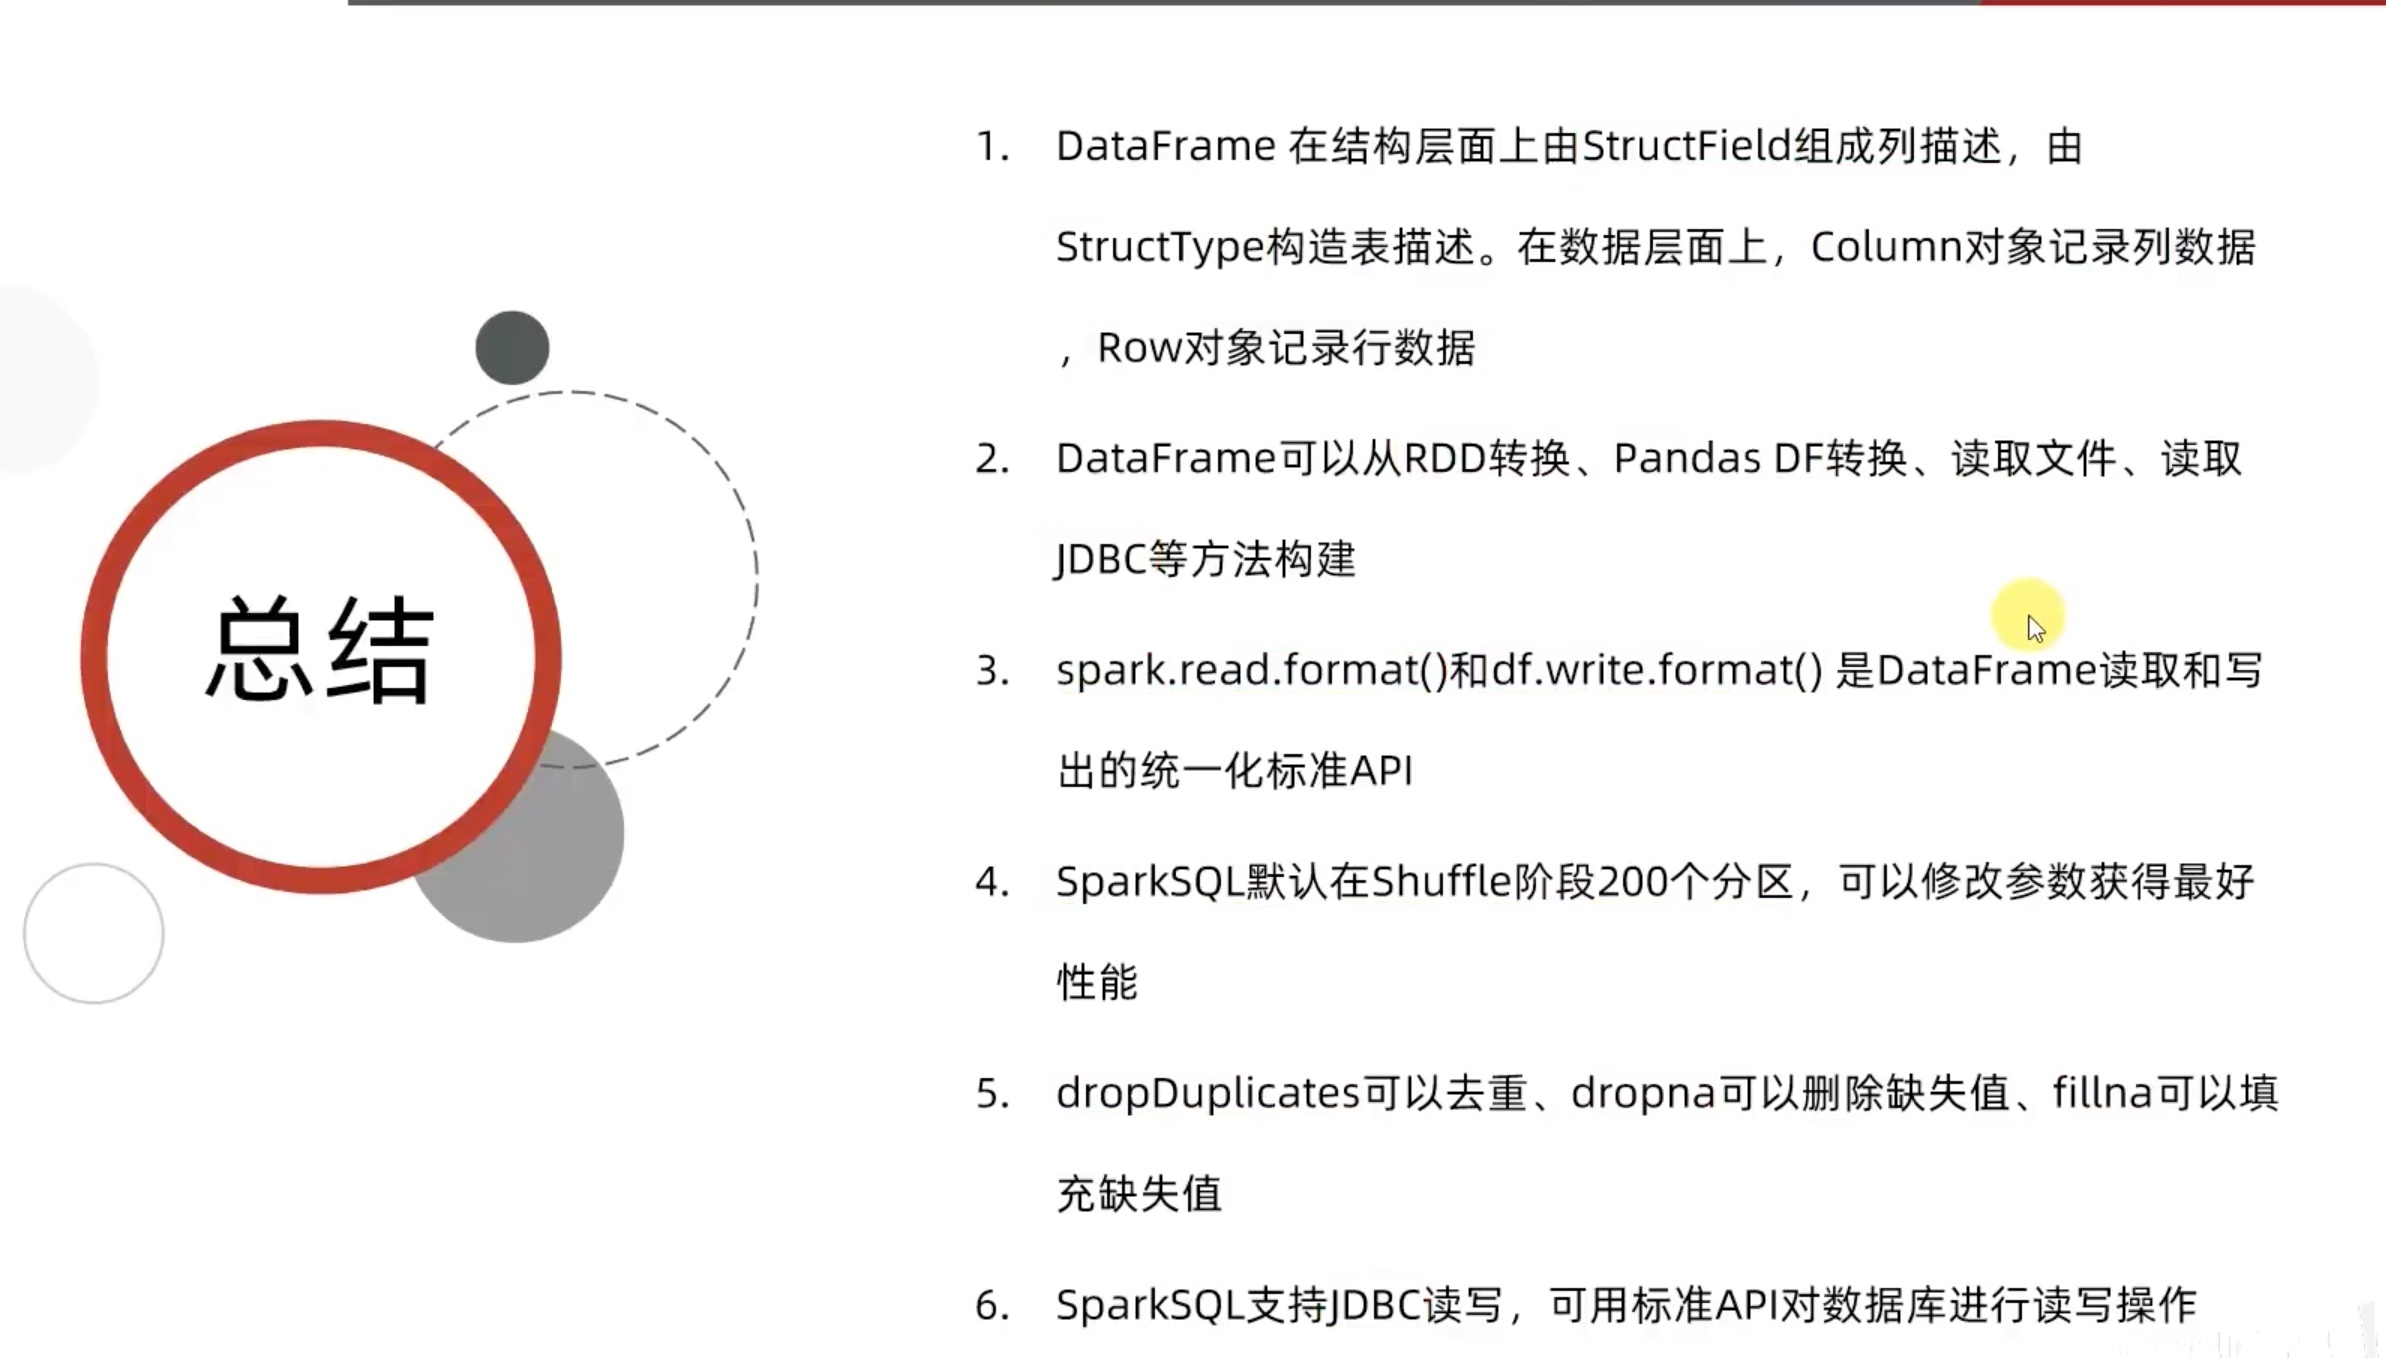 总结
1. DataFrame 在结构层面上由StructField组成列描述，由
StructType构造表描述。在数据层面上，Column对象记录列数据
，Row对象记录行数据
2. DataFrame可以从RDD转换、Pandas DF转换、读取文件、读取
JDBC等方法构建
3. spark.read.format()和df.write.format() 是DataFrame读取和写
出的统一化标准API
4. SparkSQL默认在Shuffle阶段200个分区，可以修改参数获得最好
性能
5. dropDuplicates可以去重、dropna可以删除缺失值、fillna可以填
充缺失值
6. SparkSQL支持JDBC读写，可用标准API对数据库进行读写操作